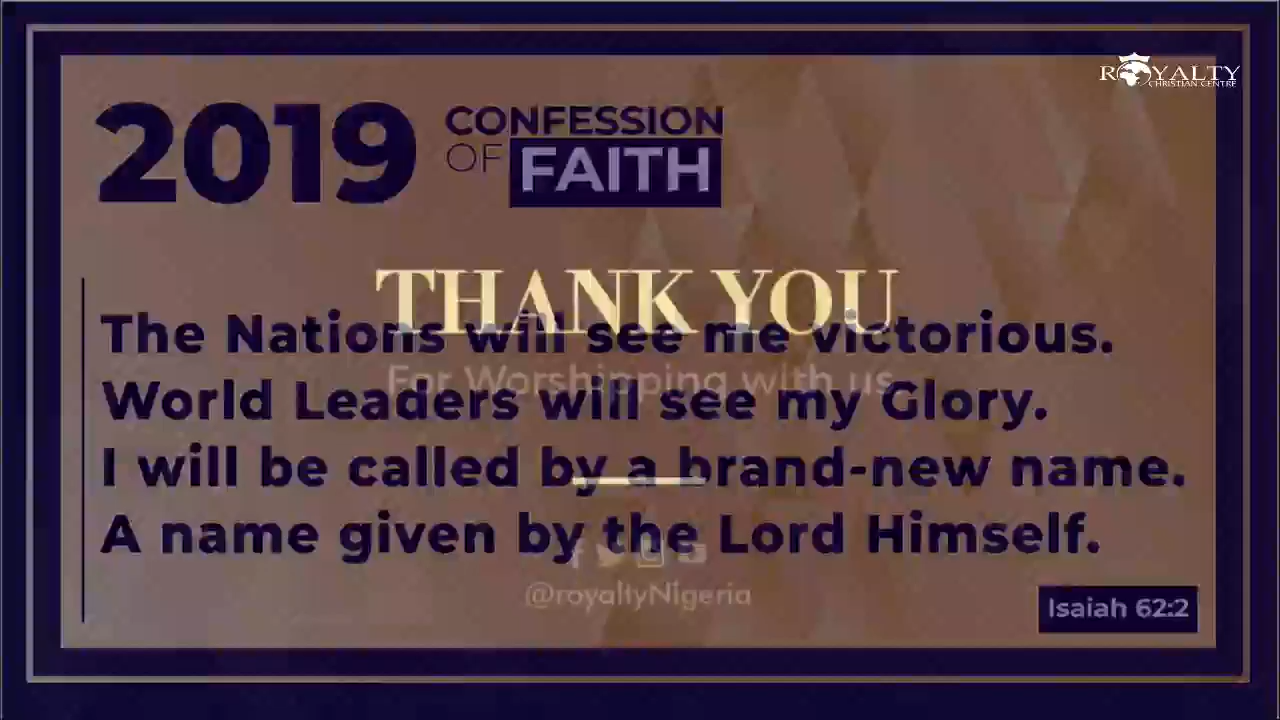 ROYALTY
CHRISTIAN CENTRE
2019 CONFESSION
OF FAITH
THANK YOU
The Nations will see me victorious.
For Worshipping with us
World Leaders will see my Glory.
I will be called by a brand-new name.
A name given by the Lord Himself.
@royaltyNigeria
Isaiah 62:2